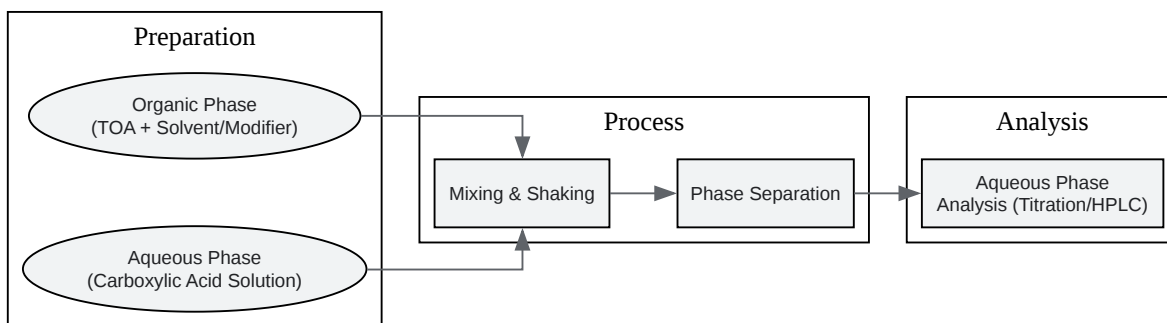 Preparation
Organic Phase
(TOA + Solvent/Modifier)
Aqueous Phase
(Carboxylic Acid Solution)
Process
Mixing & Shaking
Phase Separation
Analysis
Aqueous Phase
Analysis (Titration/HPLC)